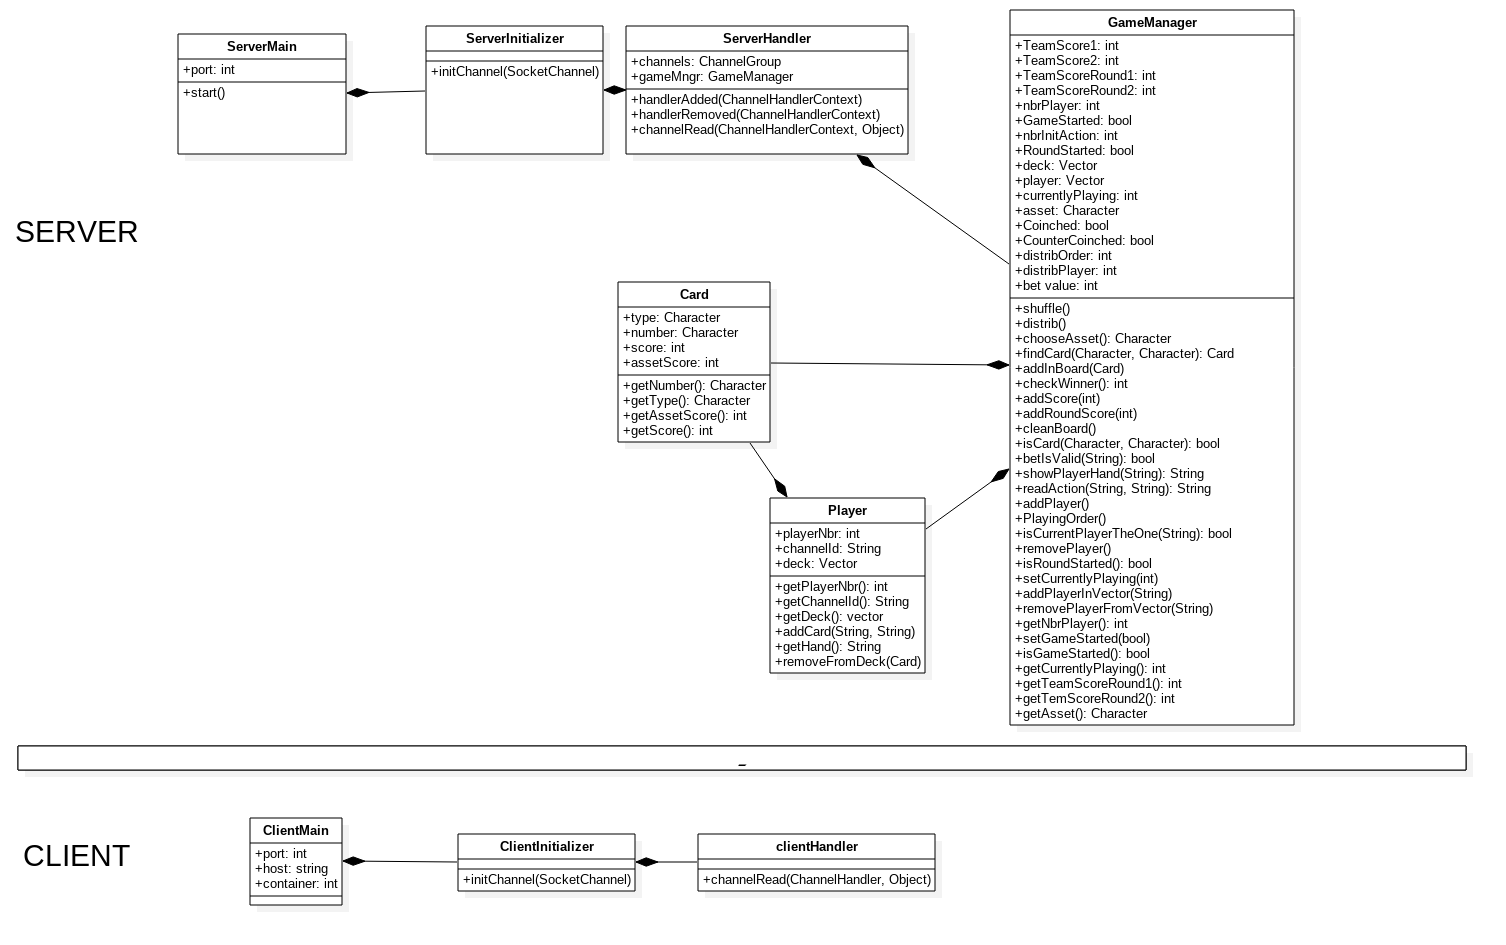 ServerMain
+port: int
+start()
ServerInitializer
+initChannel(SocketChannel)
ServerHandler
+channels: ChannelGroup
+gameMngr: GameManager
+handlerAdded(ChannelHandlerContext)
+handlerRemoved(ChannelHandlerContext)
+channelRead(ChannelHandlerContext, Object)
GameManager
+TeamScore1: int
+TeamScore2: int
+TeamScoreRound1: int
+TeamScoreRound2: int
+nbrPlayer: int
+GameStarted: bool
+nbrInitAction: int
+RoundStarted: bool
+deck: Vector
+player: Vector
+currentlyPlaying: int
+asset: Character
+Coinched: bool
+CounterCoinched: bool
+distribOrder: int
+distribPlayer: int
+bet value: int
+shuffle()
+distrib()
+chooseAsset(): Character
+findCard(Character, Character): Card
+addInBoard(Card)
+checkWinner(): int
+addScore(int)
+addRoundScore(int)
+cleanBoard()
+isCard(Character, Character): bool
+betIsValid(String): bool
+showPlayerHand(String): String
+readAction(String, String): String
+addPlayer()
+PlayingOrder()
+isCurrentPlayerTheOne(String): bool
+removePlayer()
+isRoundStarted(): bool
+setCurrentlyPlaying(int)
+addPlayerInVector(String)
+removePlayerFromVector(String)
+getNbrPlayer(): int
+setGameStarted(bool)
+isGameStarted(): bool
+getCurrentlyPlaying(): int
+getTeamScoreRound1(): int
+getTemScoreRound2(): int
+getAsset(): Character
SERVER
Card
+type: Character
+number: Character
+score: int
+assetScore: int
+getNumber(): Character
+getType(): Character
+getAssetScore(): int
+getScore(): int
Player
+playerNbr: int
+channelId: String
+deck: Vector
+getPlayerNbr(): int
+getChannelId(): String
+getDeck(): vector
+addCard(String, String)
+getHand(): String
+removeFromDeck(Card)
_
CLIENT
ClientMain
+port: int
+host: string
+container: int
ClientInitializer
+initChannel(SocketChannel)
clientHandler
+channelRead(ChannelHandler, Object)